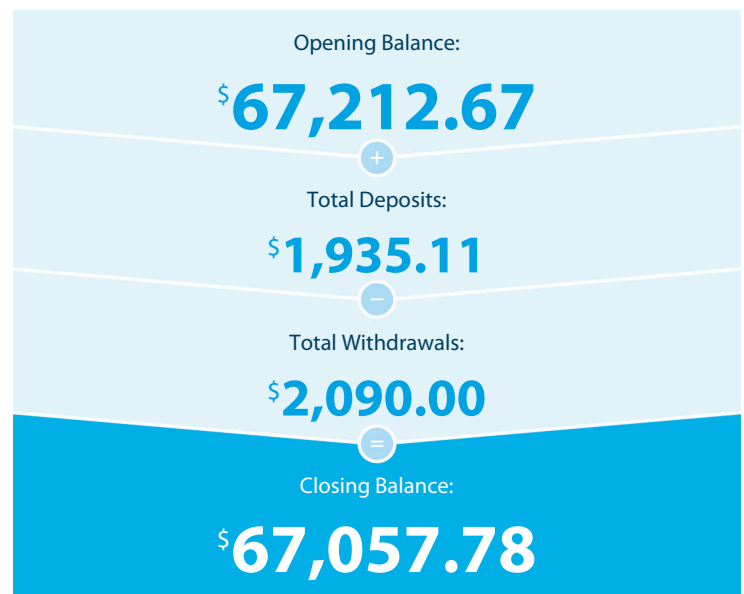 Opening Balance:
$67,212.67
+
Total Deposits:
$1,935.11
−
Total Withdrawals:
$2,090.00
=
Closing Balance:
$67,057.78